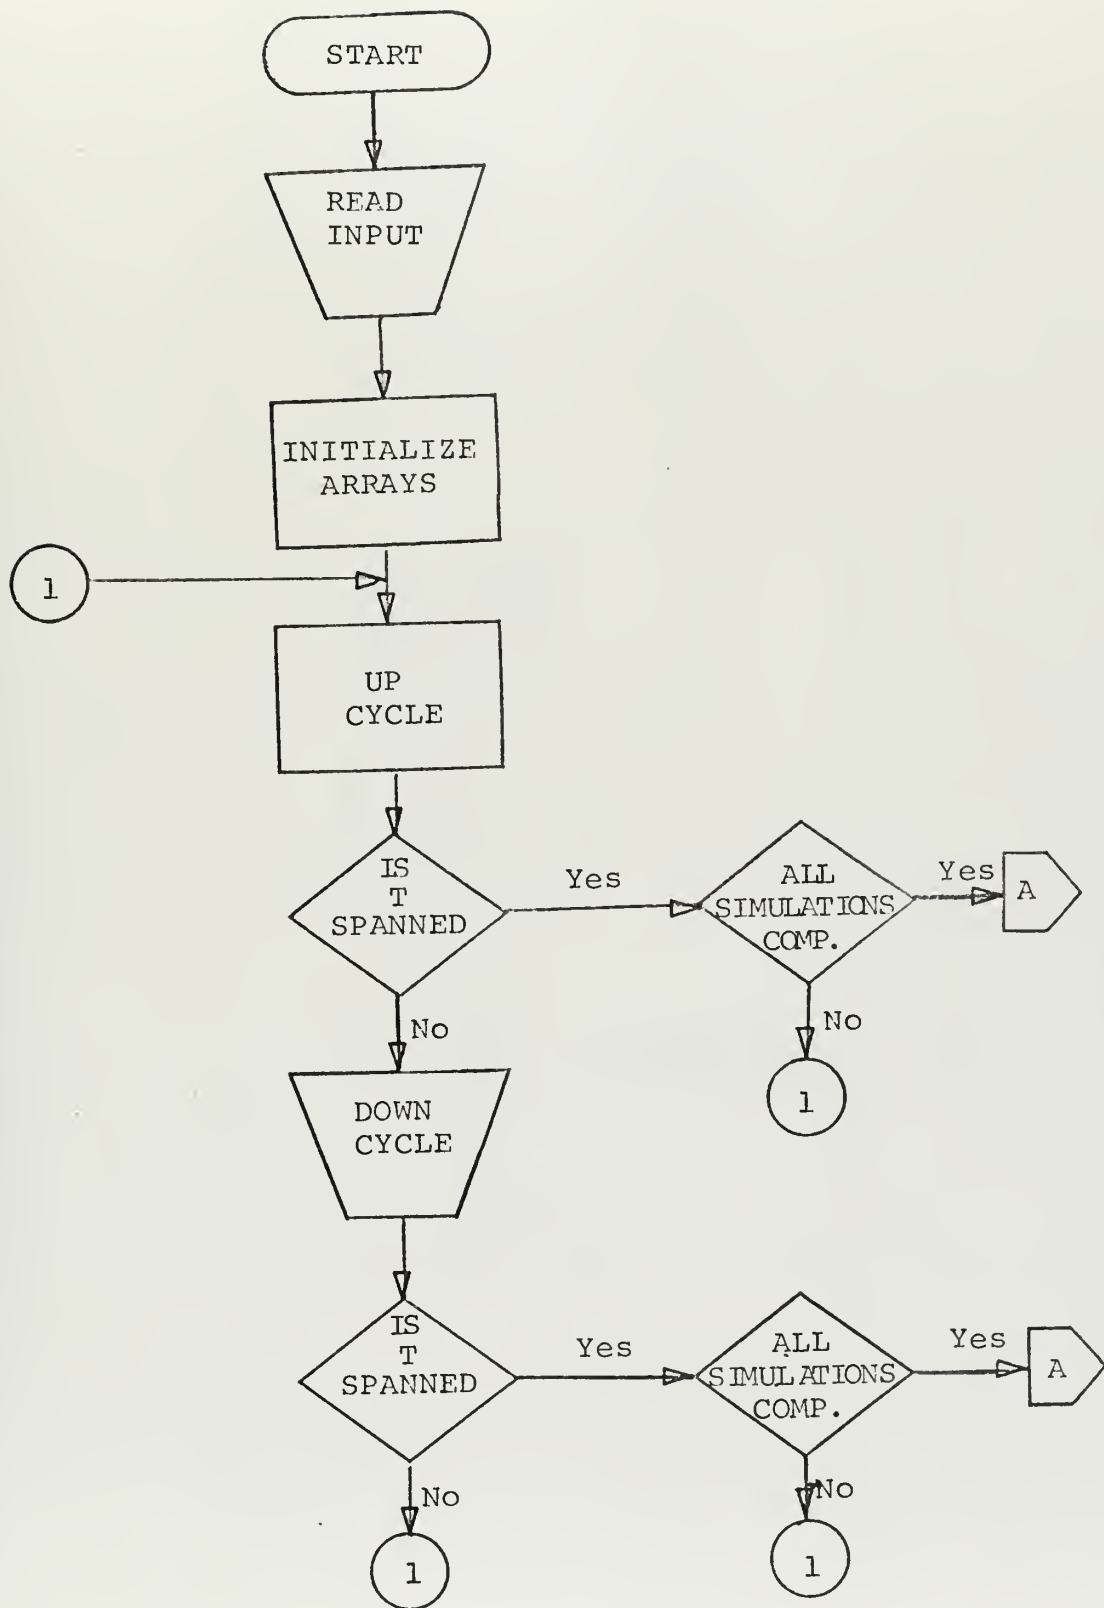 START
READ
INPUT
INITIALIZE
ARRAYS
1
UP
CYCLE
IS
T
SPANNED
Yes
ALL
SIMULATIONS
COMP.
Yes
A
No
No
1
DOWN
CYCLE
IS
T
SPANNED
Yes
ALL
SIMULATIONS
COMP.
Yes
A
No
No
1
1